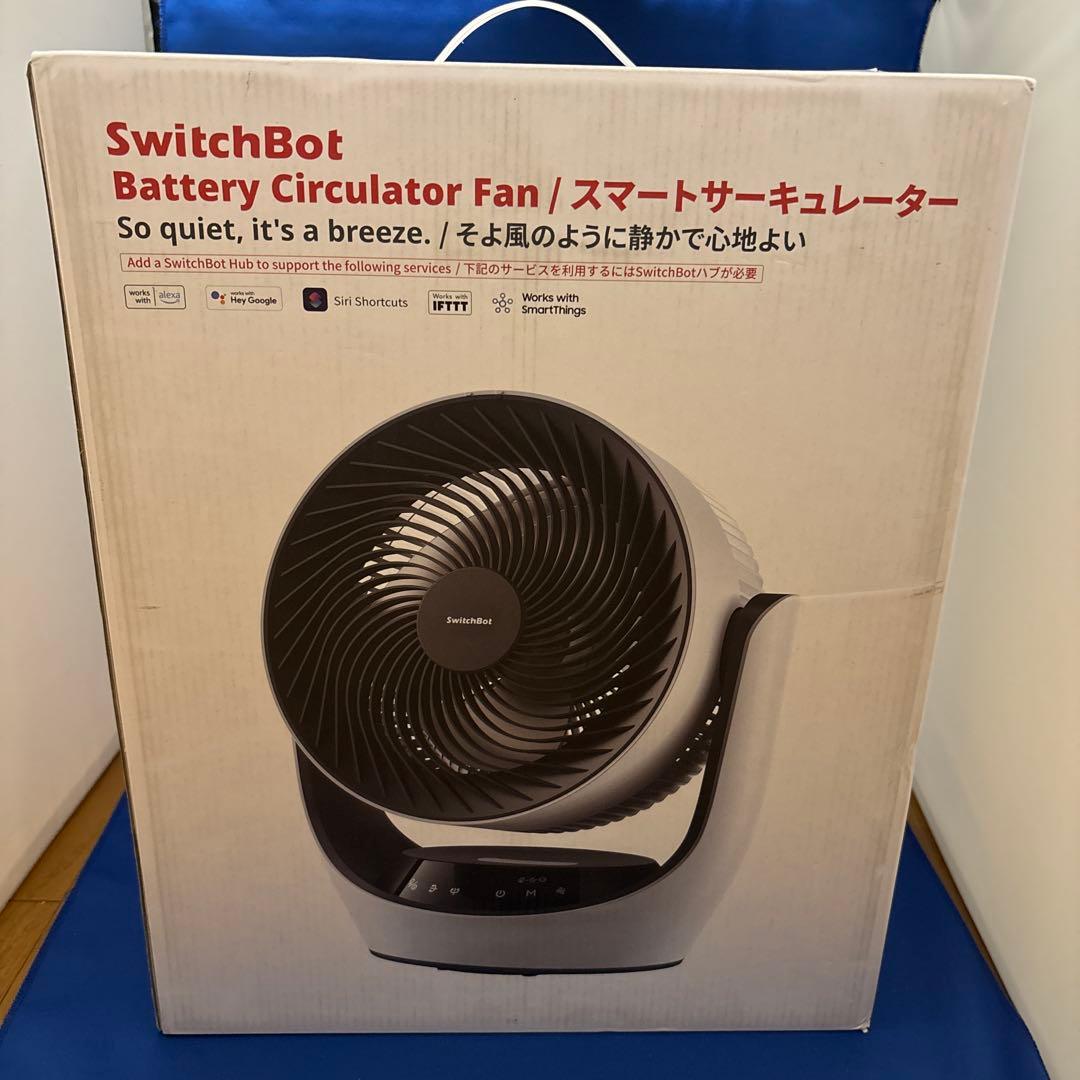 SwitchBot
Battery Circulator Fan / スマートサーキュレーター
So quiet, it's a breeze. / そよ風のように静かで心地よい
Add a SwitchBot Hub to support the following services / 下記のサービスを利用するにはSwitchBotハブが必要
works with alexa
works with Hey Google
Siri Shortcuts
Works with IFTTT
Works with SmartThings
SwitchBot
M